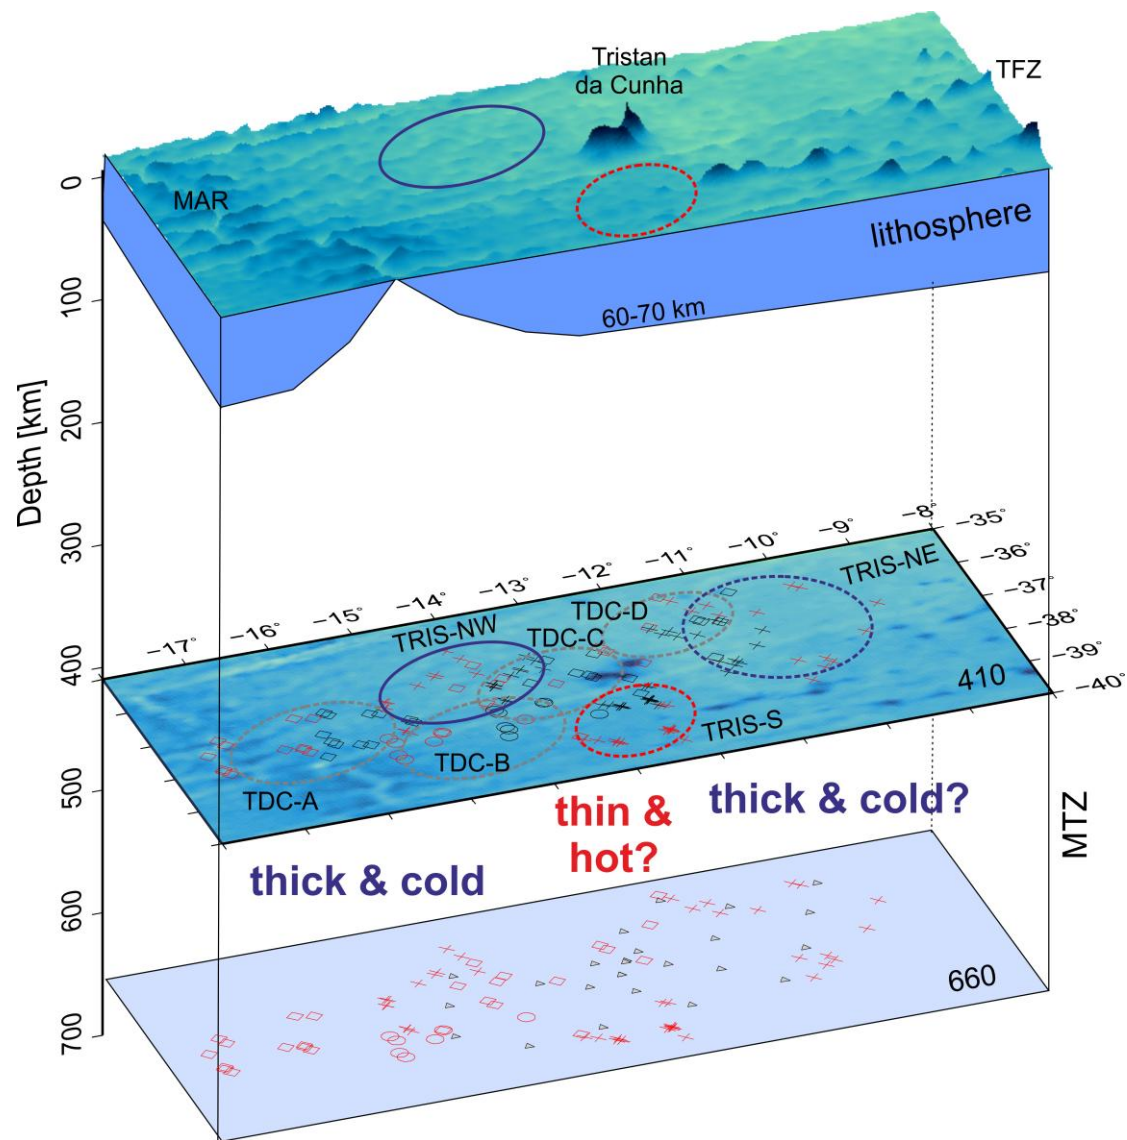 Tristan
da Cunha
TFZ
MAR
lithosphere
60-70 km
Depth [km]
0
100
200
300
400
500
600
700
−17°
−16°
−15°
−14°
−13°
−12°
−11°
−10°
−9°
−8°
−35°
−36°
−37°
−38°
−39°
−40°
TRIS-NE
TDC-D
TRIS-NW
TDC-C
410
TRIS-S
TDC-B
TDC-A
thin &
hot?
thick & cold?
thick & cold
MTZ
660